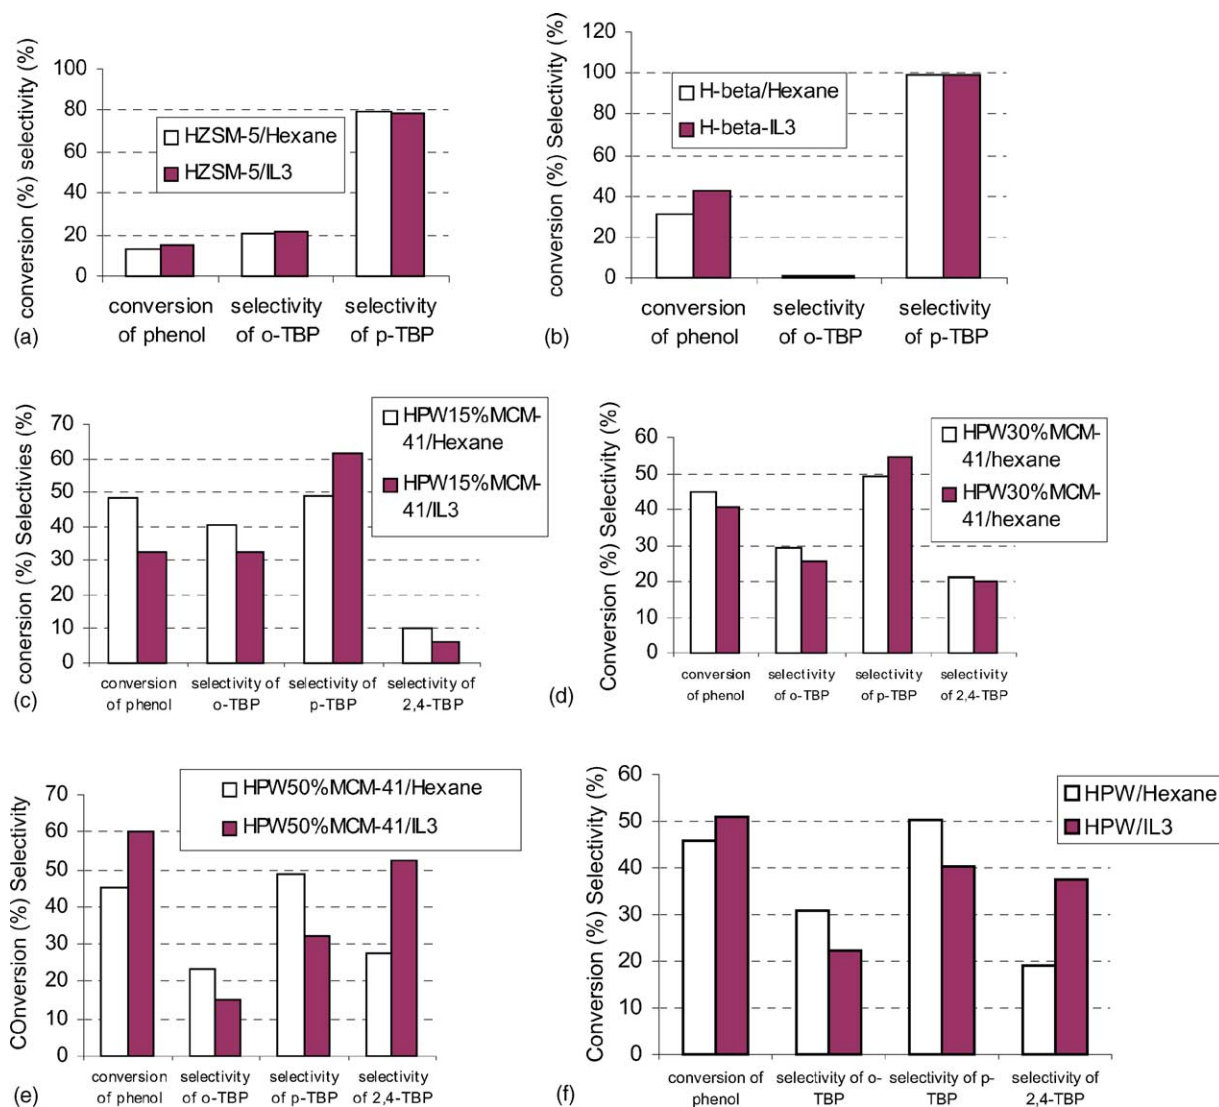 conversion (%) selectivity (%)
100
80
60
40
20
0
HZSM-5/Hexane
HZSM-5/IL3
conversion
of phenol
selectivity
of o-TBP
selectivity
of p-TBP
(a)
conversion (%) Selectivity (%)
120
100
80
60
40
20
0
H-beta/Hexane
H-beta-IL3
conversion
of phenol
selectivity
of o-TBP
selectivity
of p-TBP
(b)
conersion (%) Selectivies (%)
70
60
50
40
30
20
10
0
HPW15%MCM-
41/Hexane
HPW15%MCM-
41/IL3
conversion
of phenol
selectivity of
o-TBP
selectivity of
p-TBP
selectivity of
2,4-TBP
(c)
Conversion (%) Selectivity (%)
60
50
40
30
20
10
0
HPW30%MCM-
41/hexane
HPW30%MCM-
41/hexane
conversion
of phenol
selectivity
of o-TBP
selectivity
of p-TBP
selectivity
of 2,4-TBP
(d)
COnversion (%) Selectivity
70
60
50
40
30
20
10
0
HPW50%MCM-41/Hexane
HPW50%MCM-41/IL3
conversion
of phenol
selectivity
of o-TBP
selectivity
of p-TBP
selectivity
of 2,4-TBP
(e)
Conversion (%) Selectivity (%)
60
50
40
30
20
10
0
HPW/Hexane
HPW/IL3
conversion of
phenol
selectivity of o-
TBP
selectivity of p-
TBP
selectivity of
2,4-TBP
(f)